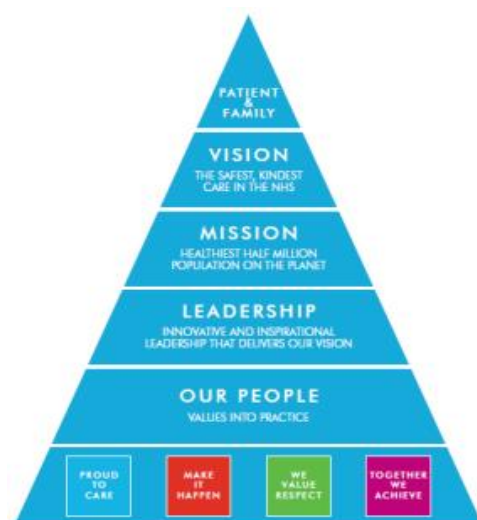 PATIENT
&
FAMILY
VISION
THE SAFEST, KINDEST
CARE IN THE NHS
MISSION
HEALTHIEST HALF MILLION
POPULATION ON THE PLANET
LEADERSHIP
INNOVATIVE AND INSPIRATIONAL
LEADERSHIP THAT DELIVERS OUR VISION
OUR PEOPLE
VALUES INTO PRACTICE
PROUD
TO
CARE
MAKE
IT
HAPPEN
WE
VALUE
RESPECT
TOGETHER
WE
ACHIEVE